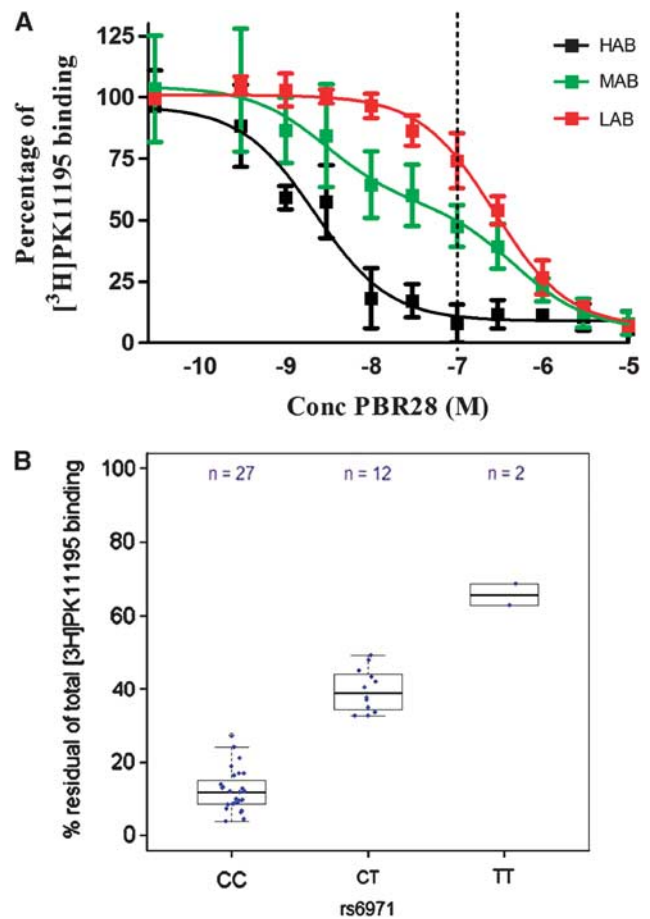 A
Percentage of
[³H]PK11195 binding
125
100
75
50
25
0
-10
-9
-8
-7
-6
-5
Conc PBR28 (M)
HAB
MAB
LAB
B
% residual of total [3H]PK11195 binding
100
80
60
40
20
0
n = 27
n = 12
n = 2
CC
CT
TT
rs6971